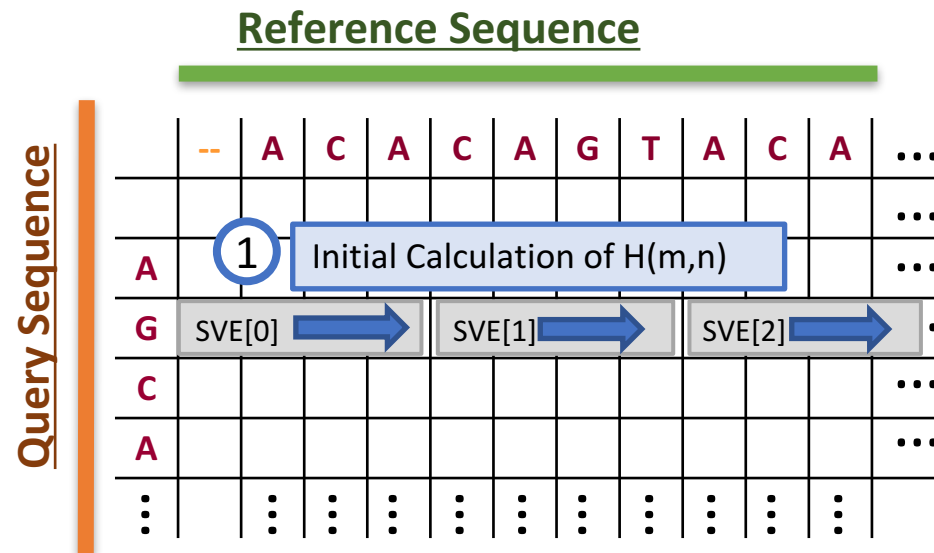 Reference Sequence
Query Sequence
-- A C A C A G T A C A ...
...
A ...
1 Initial Calculation of H(m,n)
G SVE[0] SVE[1] SVE[2]
C ...
A ...
⋮ ⋮ ⋮ ⋮ ⋮ ⋮ ⋮ ⋮ ⋮ ⋮ ⋮